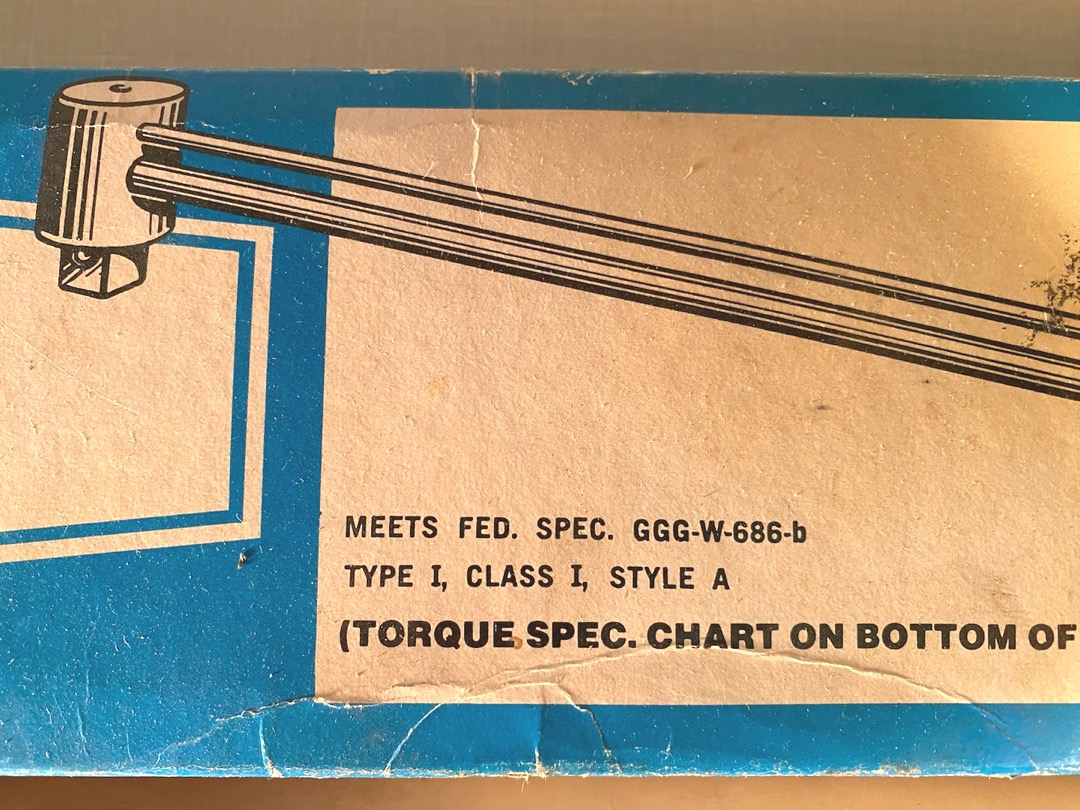 MEETS FED. SPEC. GGG-W-686-b
TYPE I, CLASS I, STYLE A
(TORQUE SPEC. CHART ON BOTTOM OF